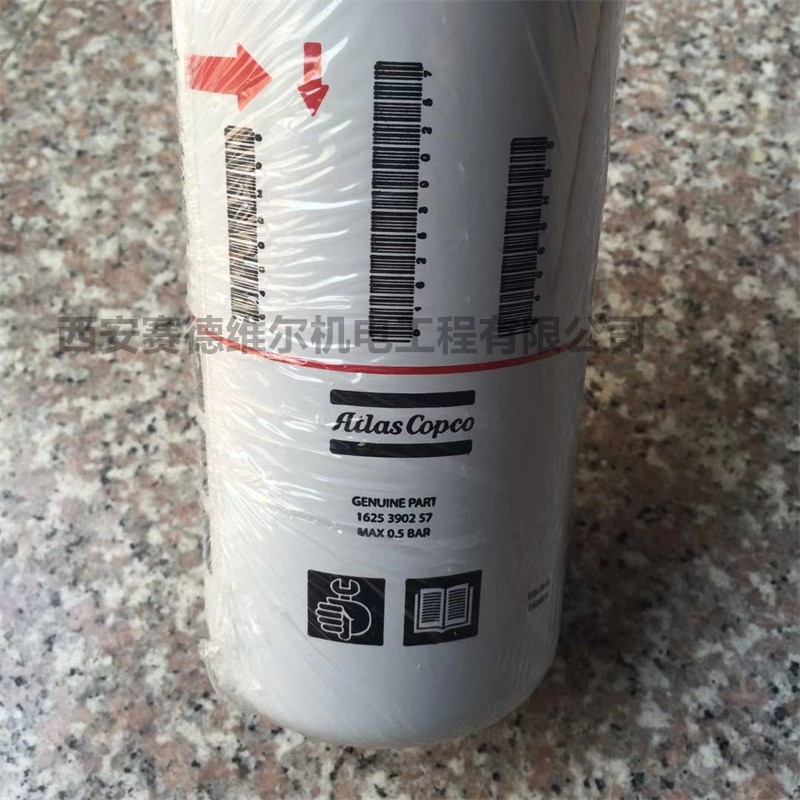 西安赛德维尔机电工程有限公司
Atlas Copco
GENUINE PART
1625 3902 57
MAX 0.5 BAR